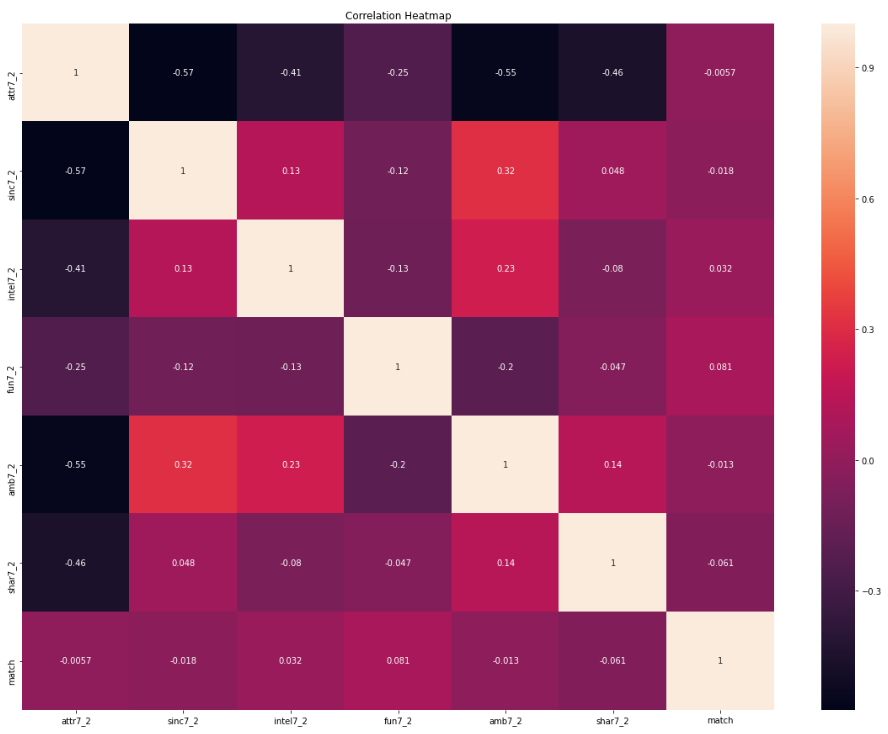 Correlation Heatmap
attr7_2 1 -0.57 -0.41 -0.25 -0.55 -0.46 -0.0057
sinc7_2 -0.57 1 0.13 -0.12 0.32 0.048 -0.018
intel7_2 -0.41 0.13 1 -0.13 0.23 -0.08 0.032
fun7_2 -0.25 -0.12 -0.13 1 -0.2 -0.047 0.081
amb7_2 -0.55 0.32 0.23 -0.2 1 0.14 -0.013
shar7_2 -0.46 0.048 -0.08 -0.047 0.14 1 -0.061
match -0.0057 -0.018 0.032 0.081 -0.013 -0.061 1
attr7_2 sinc7_2 intel7_2 fun7_2 amb7_2 shar7_2 match
0.9
0.6
0.3
0.0
−0.3